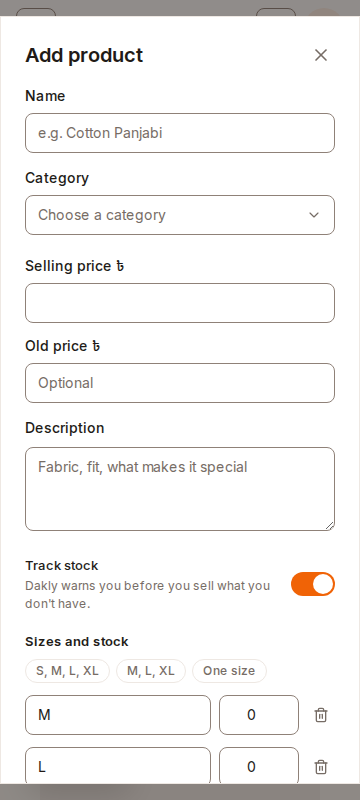 Add product
Name
e.g. Cotton Panjabi
Category
Choose a category
Selling price ৳
Old price ৳
Optional
Description
Fabric, fit, what makes it special
Track stock
Dakly warns you before you sell what you
don't have.
Sizes and stock
S, M, L, XL M, L, XL One size
M 0
L 0